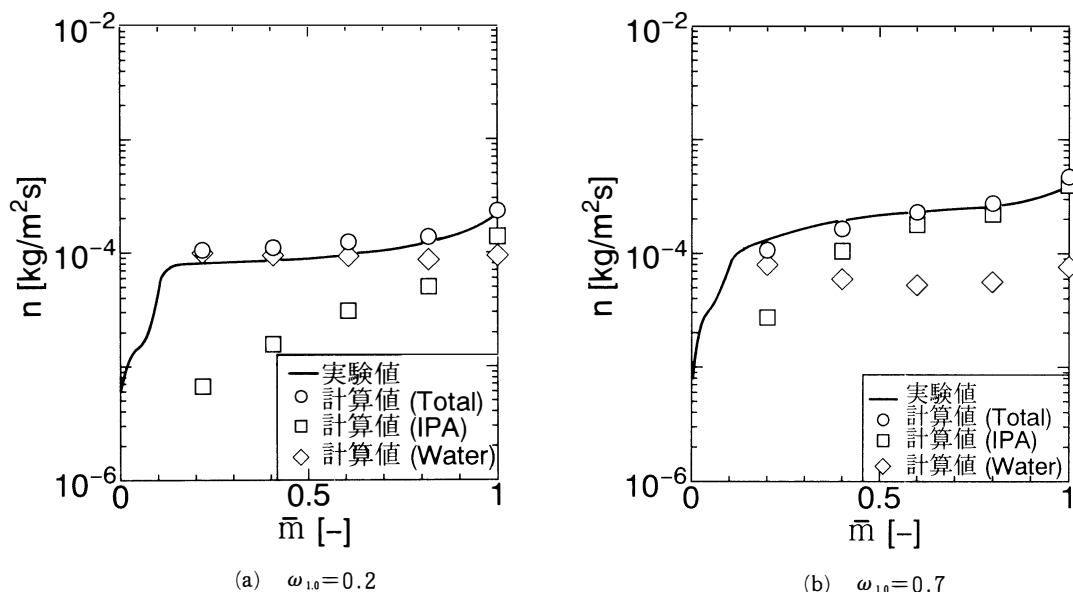 10⁻²
n [kg/m²s]
10⁻⁴
10⁻⁶
0
0.5
1
m̄ [–]
実験値
計算値 (Total)
計算値 (IPA)
計算値 (Water)
(a) ω₁.₀=0.2
10⁻²
n [kg/m²s]
10⁻⁴
10⁻⁶
0
0.5
1
m̄ [–]
実験値
計算値 (Total)
計算値 (IPA)
計算値 (Water)
(b) ω₁.₀=0.7